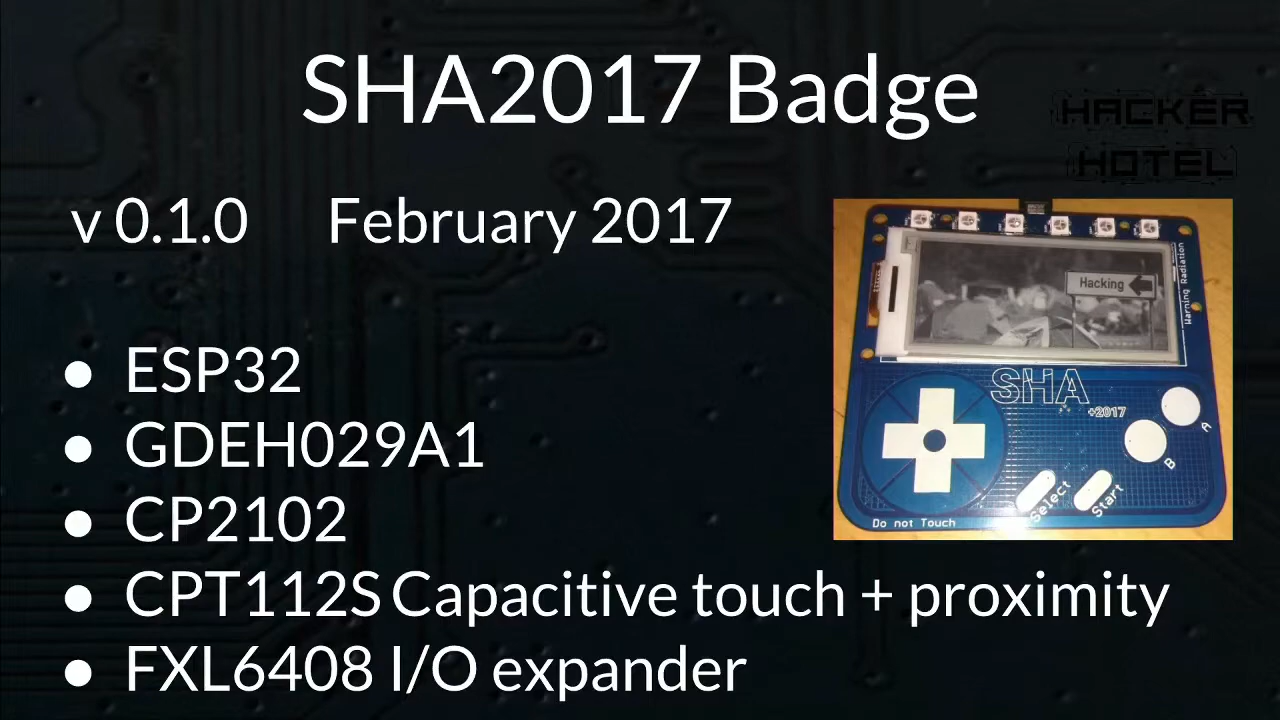 SHA2017 Badge
HACKER
HOTEL
v 0.1.0 February 2017
● ESP32
● GDEH029A1
● CP2102
● CPT112S Capacitive touch + proximity
● FXL6408 I/O expander
Hacking
Warning Radiation
SHA
+2017
A
B
Select
Start
Do not Touch